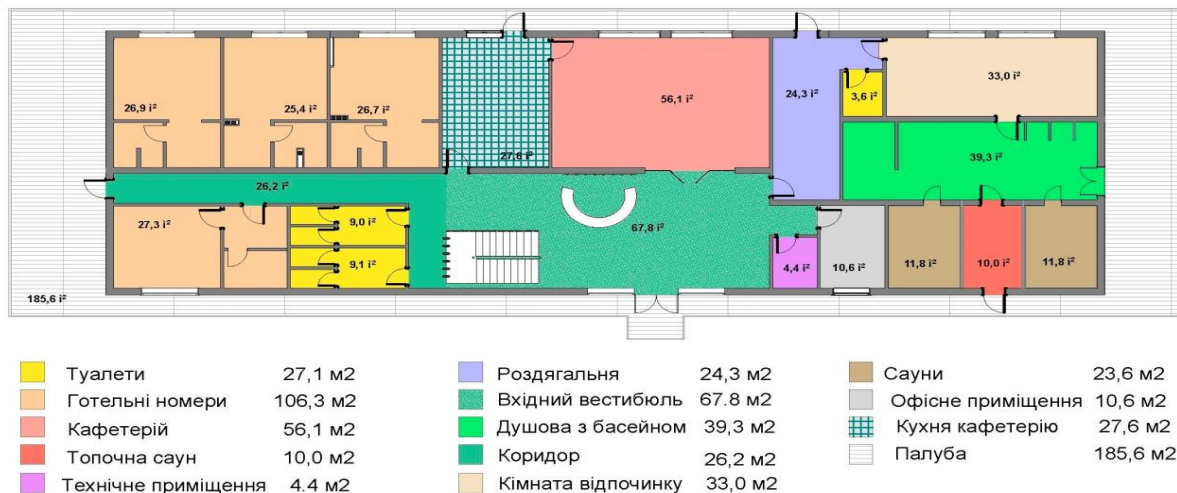 26,9 і²
25,4 і²
26,7 і²
27,6 і²
56,1 і²
24,3 і²
3,6 і²
33,0 і²
39,3 і²
26,2 і²
27,3 і²
9,0 і²
9,1 і²
67,8 і²
4,4 і²
10,6 і²
11,8 і²
10,0 і²
11,8 і²
185,6 і²
Туалети 27,1 м2
Готельні номери 106,3 м2
Кафетерій 56,1 м2
Топочна саун 10,0 м2
Технічне приміщення 4.4 м2
Роздягальня 24,3 м2
Вхідний вестибюль 67.8 м2
Душова з басейном 39,3 м2
Коридор 26,2 м2
Кімната відпочинку 33,0 м2
Сауни 23,6 м2
Офісне приміщення 10,6 м2
Кухня кафетерію 27,6 м2
Палуба 185,6 м2